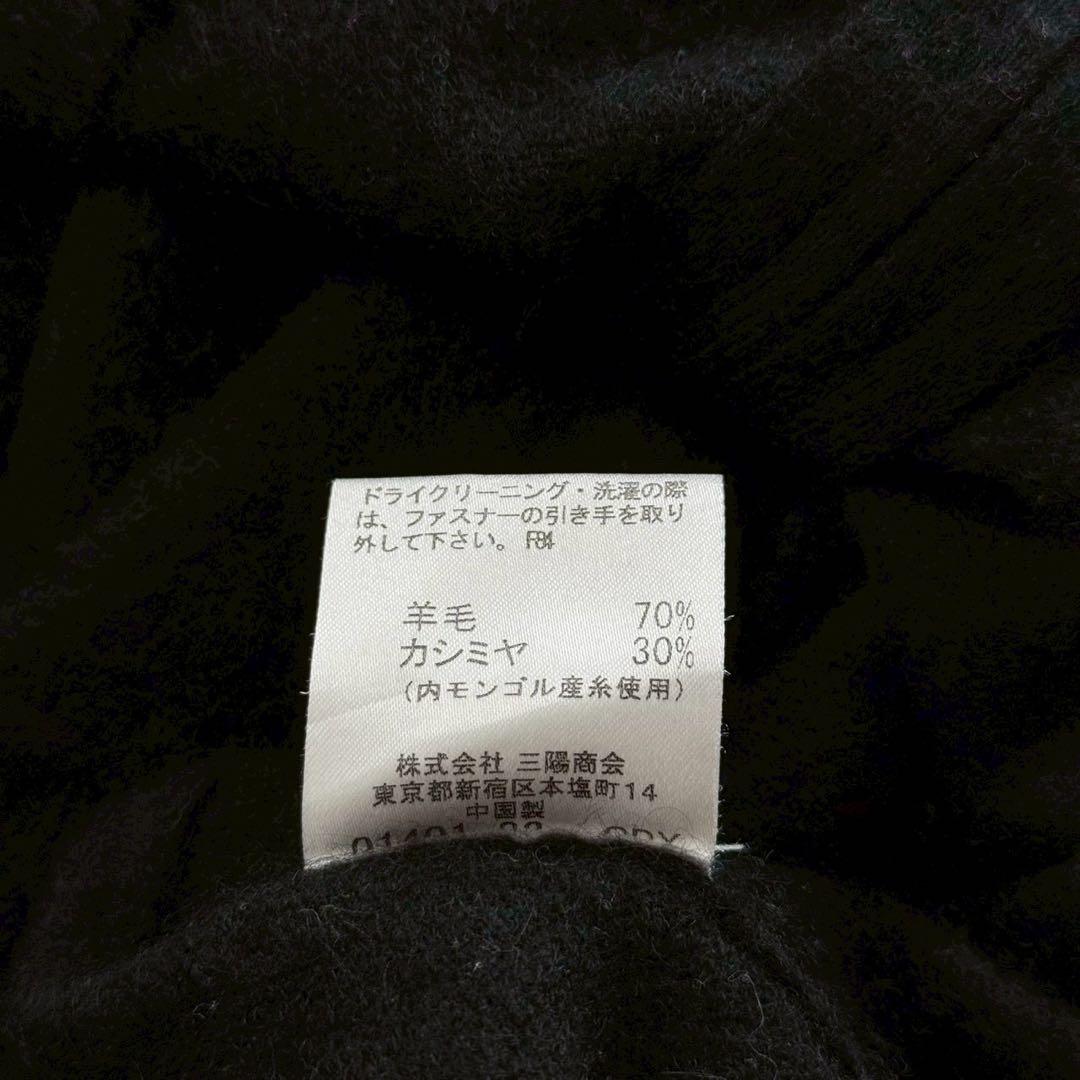 ドライクリーニング・洗濯の際
は、ファスナーの引き手を取り
外して下さい。 F84
羊毛 70%
カシミヤ 30%
(内モンゴル産糸使用)
株式会社 三陽商会
東京都新宿区本塩町14
中国製